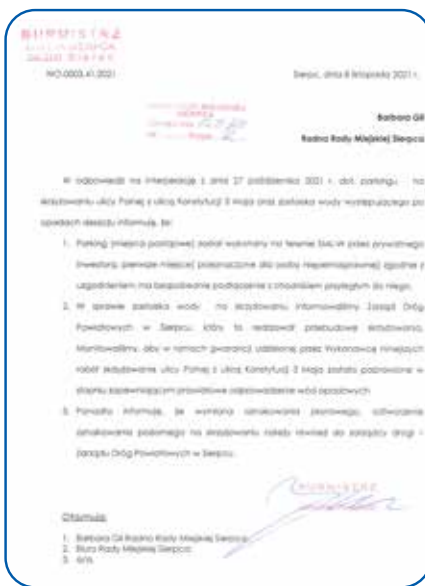 BURMISTRZ
WO.0003.41.2021
Sierpc, dnia 8 listopada 2021 r.
Barbara Gil
Radna Rady Miejskiej Sierpca
W odpowiedzi na interpelację z dnia 27 października 2021 r. dot. parkingu na
skrzyżowaniu ulicy Polnej z ulicą Konstytucji 3 Maja oraz zastoiska wody występującego po
opadach deszczu informuję, że:
1. Parking (miejsca postojowe) został wykonany na terenie przez prywatnego
inwestora, pierwsze miejsce przeznaczone dla osoby niepełnosprawnej zgodnie z
uzgodnieniem ma bezpośrednie podłączenie z chodnikiem przyległym do niego.
2. W sprawie zastoiska wody na skrzyżowaniu informowaliśmy Zarząd Dróg
Powiatowych w Sierpcu, który to realizował przebudowę skrzyżowania.
Monitowaliśmy, aby w ramach gwarancji udzielonej przez Wykonawcę niniejszych
robót skrzyżowanie ulicy Polnej z ulicą Konstytucji 3 Maja zostało poprawione w
stopniu zapewniającym prawidłowe odprowadzenie wód opadowych
3. Ponadto informuję, że wymiana oznakowania pionowego, odtworzenie
oznakowania poziomego na skrzyżowaniu należy również do zarządcy drogi –
Zarządu Dróg Powiatowych w Sierpcu.
BURMISTRZ
Otrzymują:
1. Barbara Gil Radna Rady Miejskiej Sierpca
2. Biuro Rady Miejskiej Sierpca
3. a/a.